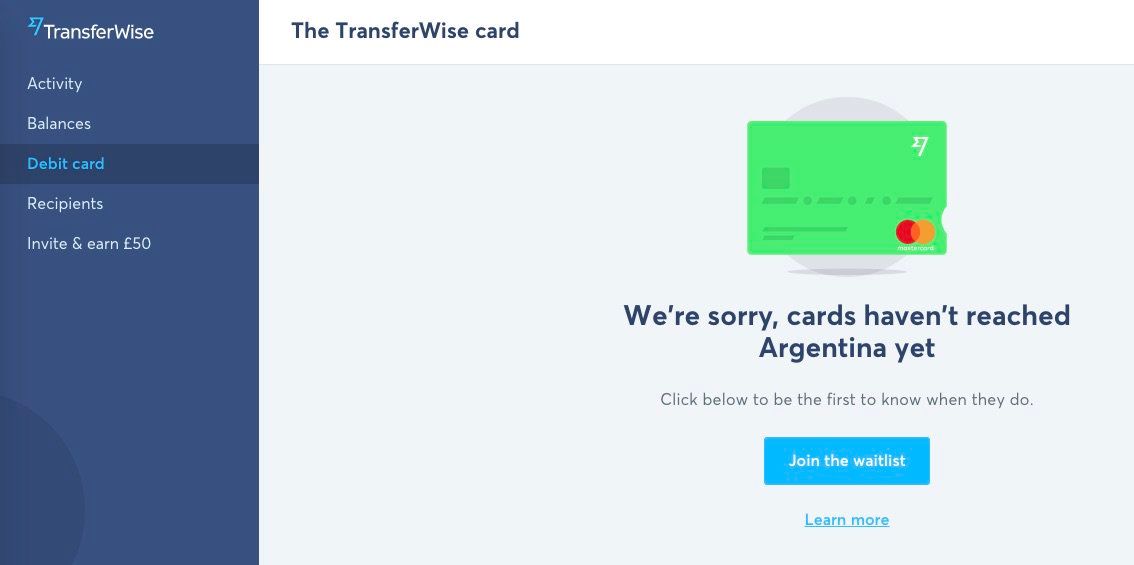 TransferWise
Activity
Balances
Debit card
Recipients
Invite & earn £50
The TransferWise card
mastercard
We're sorry, cards haven't reached
Argentina yet
Click below to be the first to know when they do.
Join the waitlist
Learn more